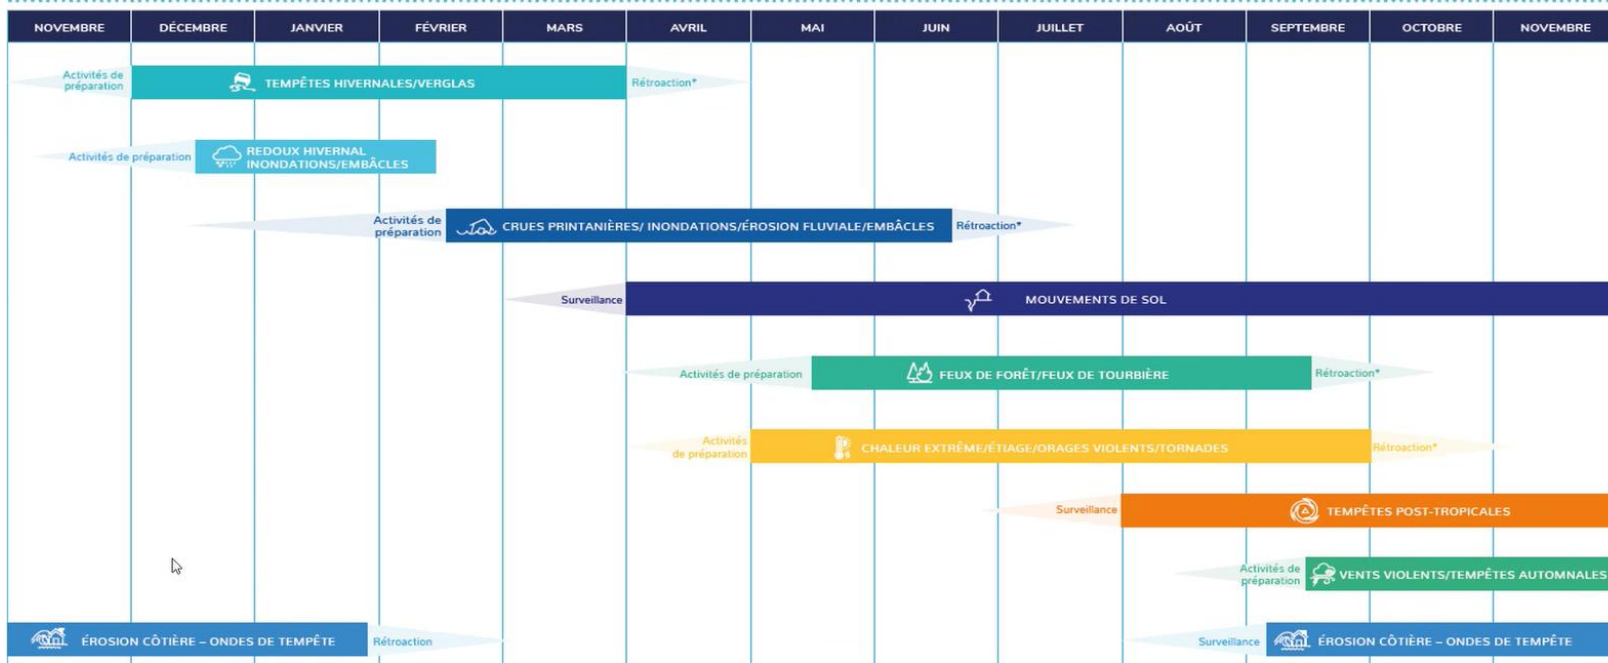 NOVEMBRE DÉCEMBRE JANVIER FÉVRIER MARS AVRIL MAI JUIN JUILLET AOÛT SEPTEMBRE OCTOBRE NOVEMBRE
Activités de
préparation
TEMPÊTES HIVERNALES/VERGLAS
Rétroaction*
Activités de préparation
REDOUX HIVERNAL
INONDATIONS/EMBÂCLES
Activités de
préparation
CRUES PRINTANIÈRES/ INONDATIONS/ÉROSION FLUVIALE/EMBÂCLES
Rétroaction*
Surveillance
MOUVEMENTS DE SOL
Activités de préparation
FEUX DE FORÊT/FEUX DE TOURBIÈRE
Rétroaction*
Activités
de préparation
CHALEUR EXTRÊME/ÉTIAGE/ORAGES VIOLENTS/TORNADES
Rétroaction*
Surveillance
TEMPÊTES POST-TROPICALES
Activités de
préparation
VENTS VIOLENTS/TEMPÊTES AUTOMNALES
ÉROSION CÔTIÈRE – ONDES DE TEMPÊTE
Rétroaction
Surveillance
ÉROSION CÔTIÈRE – ONDES DE TEMPÊTE